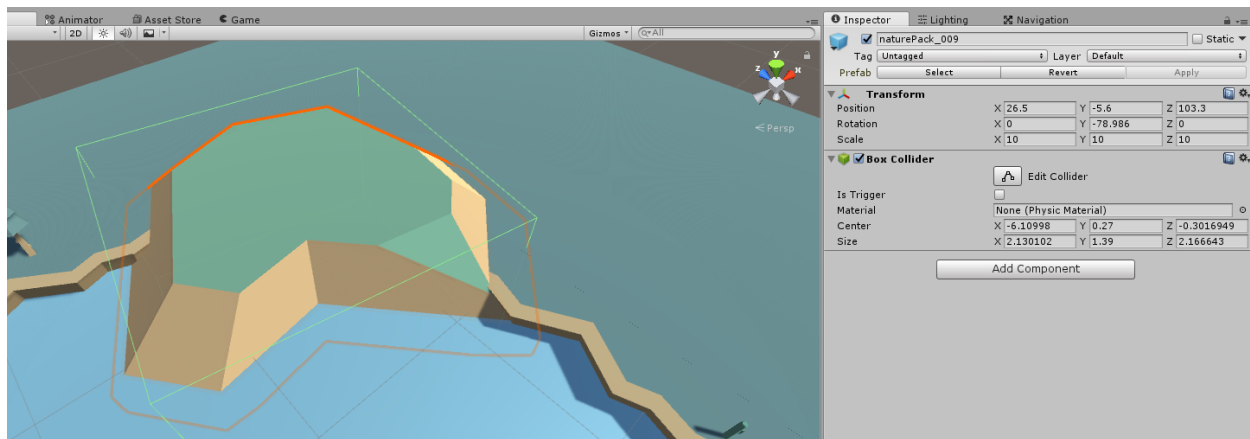 Animator Asset Store Game
2D Gizmos Q▾All
y
z x
Persp
Inspector Lighting Navigation
naturePack_009 Static
Tag Untagged Layer Default
Prefab Select Revert Apply
Transform
Position X 26.5 Y -5.6 Z 103.3
Rotation X 0 Y -78.986 Z 0
Scale X 10 Y 10 Z 10
Box Collider
Edit Collider
Is Trigger
Material None (Physic Material)
Center X -6.10998 Y 0.27 Z -0.3016949
Size X 2.130102 Y 1.39 Z 2.166643
Add Component